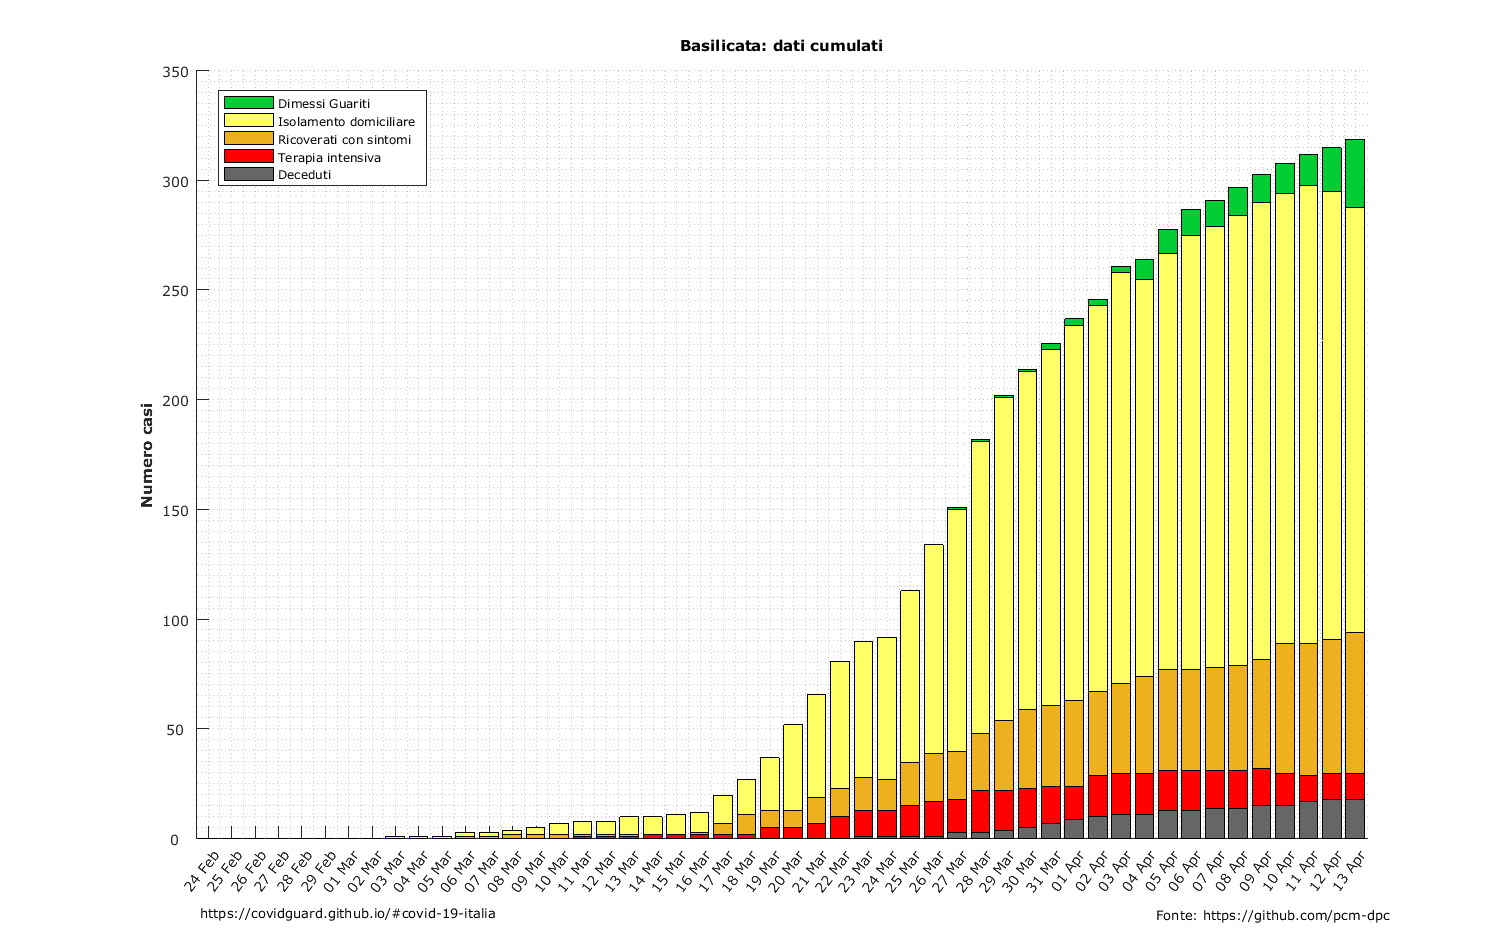 Basilicata: dati cumulati
350
300
250
200
150
100
50
0
Numero casi
Dimessi Guariti
Isolamento domiciliare
Ricoverati con sintomi
Terapia intensiva
Deceduti
24 Feb
25 Feb
26 Feb
27 Feb
28 Feb
29 Feb
01 Mar
02 Mar
03 Mar
04 Mar
05 Mar
06 Mar
07 Mar
08 Mar
09 Mar
10 Mar
11 Mar
12 Mar
13 Mar
14 Mar
15 Mar
16 Mar
17 Mar
18 Mar
19 Mar
20 Mar
21 Mar
22 Mar
23 Mar
24 Mar
25 Mar
26 Mar
27 Mar
28 Mar
29 Mar
30 Mar
31 Mar
01 Apr
02 Apr
03 Apr
04 Apr
05 Apr
06 Apr
07 Apr
08 Apr
09 Apr
10 Apr
11 Apr
12 Apr
13 Apr
https://covidguard.github.io/#covid-19-italia
Fonte: https://github.com/pcm-dpc